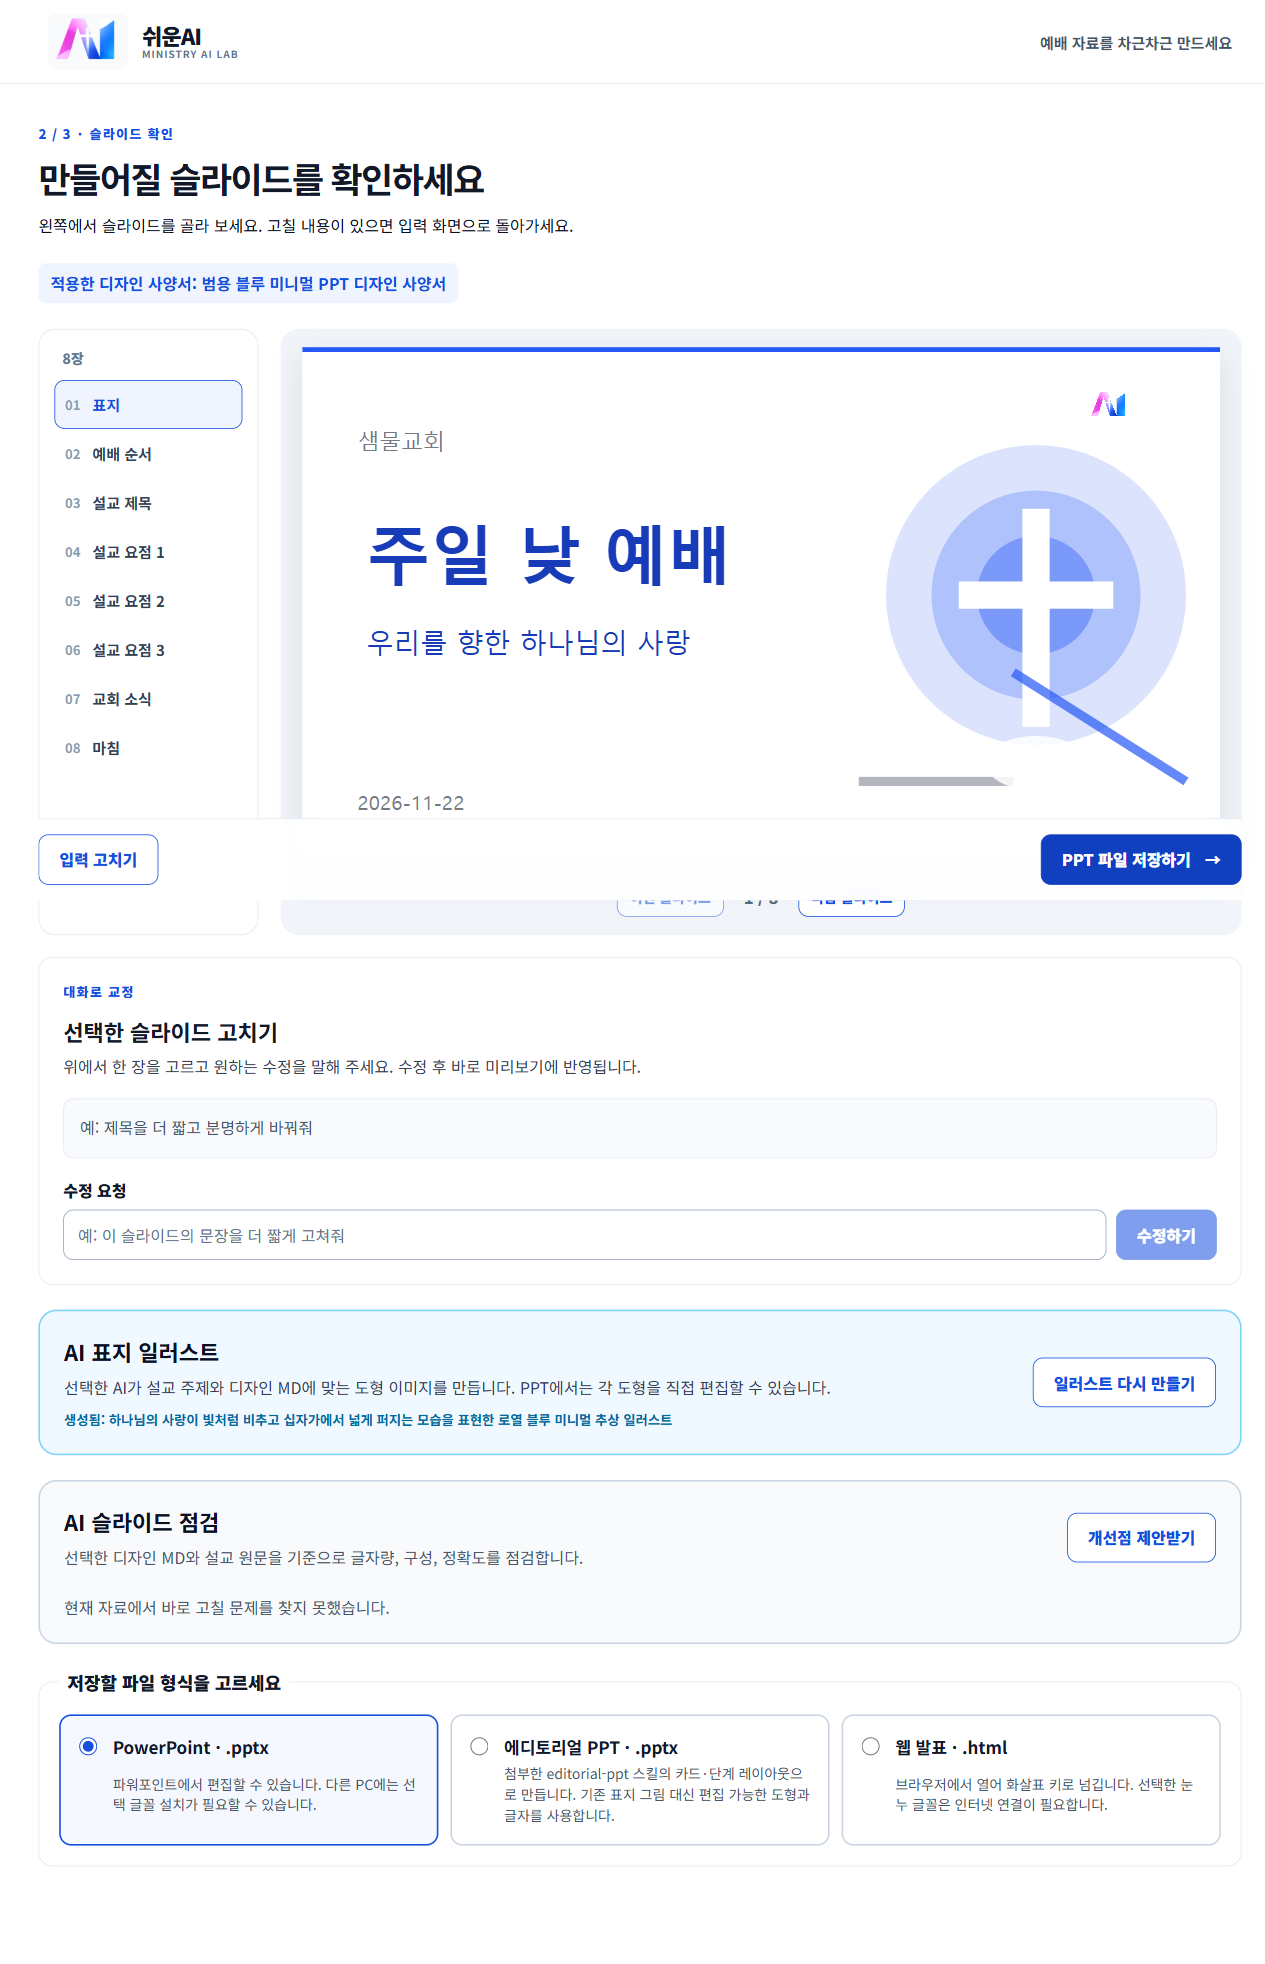 쉬운AI
MINISTRY AI LAB
예배 자료를 차근차근 만드세요
2 / 3 · 슬라이드 확인
만들어질 슬라이드를 확인하세요
왼쪽에서 슬라이드를 골라 보세요. 고칠 내용이 있으면 입력 화면으로 돌아가세요.
적용한 디자인 사양서: 범용 블루 미니멀 PPT 디자인 사양서
8장
01 표지
02 예배 순서
03 설교 제목
04 설교 요점 1
05 설교 요점 2
06 설교 요점 3
07 교회 소식
08 마침
샘물교회
주일 낮 예배
우리를 향한 하나님의 사랑
2026-11-22
입력 고치기
PPT 파일 저장하기 →
대화로 교정
선택한 슬라이드 고치기
위에서 한 장을 고르고 원하는 수정을 말해 주세요. 수정 후 바로 미리보기에 반영됩니다.
예: 제목을 더 짧고 분명하게 바꿔줘
수정 요청
예: 이 슬라이드의 문장을 더 짧게 고쳐줘
수정하기
AI 표지 일러스트
선택한 AI가 설교 주제와 디자인 MD에 맞는 도형 이미지를 만듭니다. PPT에서는 각 도형을 직접 편집할 수 있습니다.
생성됨: 하나님의 사랑이 빛처럼 비추고 십자가에서 넓게 퍼지는 모습을 표현한 로열 블루 미니멀 추상 일러스트
일러스트 다시 만들기
AI 슬라이드 점검
선택한 디자인 MD와 설교 원문을 기준으로 글자량, 구성, 정확도를 점검합니다.
개선점 제안받기
현재 자료에서 바로 고칠 문제를 찾지 못했습니다.
저장할 파일 형식을 고르세요
PowerPoint · .pptx
파워포인트에서 편집할 수 있습니다. 다른 PC에는 선
택 글꼴 설치가 필요할 수 있습니다.
에디토리얼 PPT · .pptx
첨부한 editorial-ppt 스킬의 카드·단계 레이아웃으
로 만듭니다. 기존 표지 그림 대신 편집 가능한 도형과
글자를 사용합니다.
웹 발표 · .html
브라우저에서 열어 화살표 키로 넘깁니다. 선택한 눈
누 글꼴은 인터넷 연결이 필요합니다.